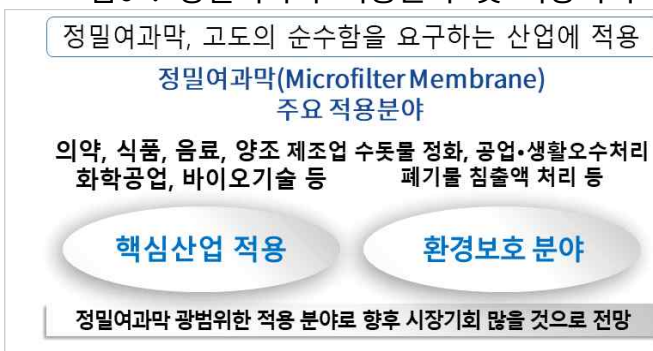 정밀여과막, 고도의 순수함을 요구하는 산업에 적용
정밀여과막(Microfilter Membrane)
주요 적용분야
의약, 식품, 음료, 양조 제조업
화학공업, 바이오기술 등
수돗물 정화, 공업•생활오수처리
폐기물 침출액 처리 등
핵심산업 적용
환경보호 분야
정밀여과막 광범위한 적용 분야로 향후 시장기회 많을 것으로 전망